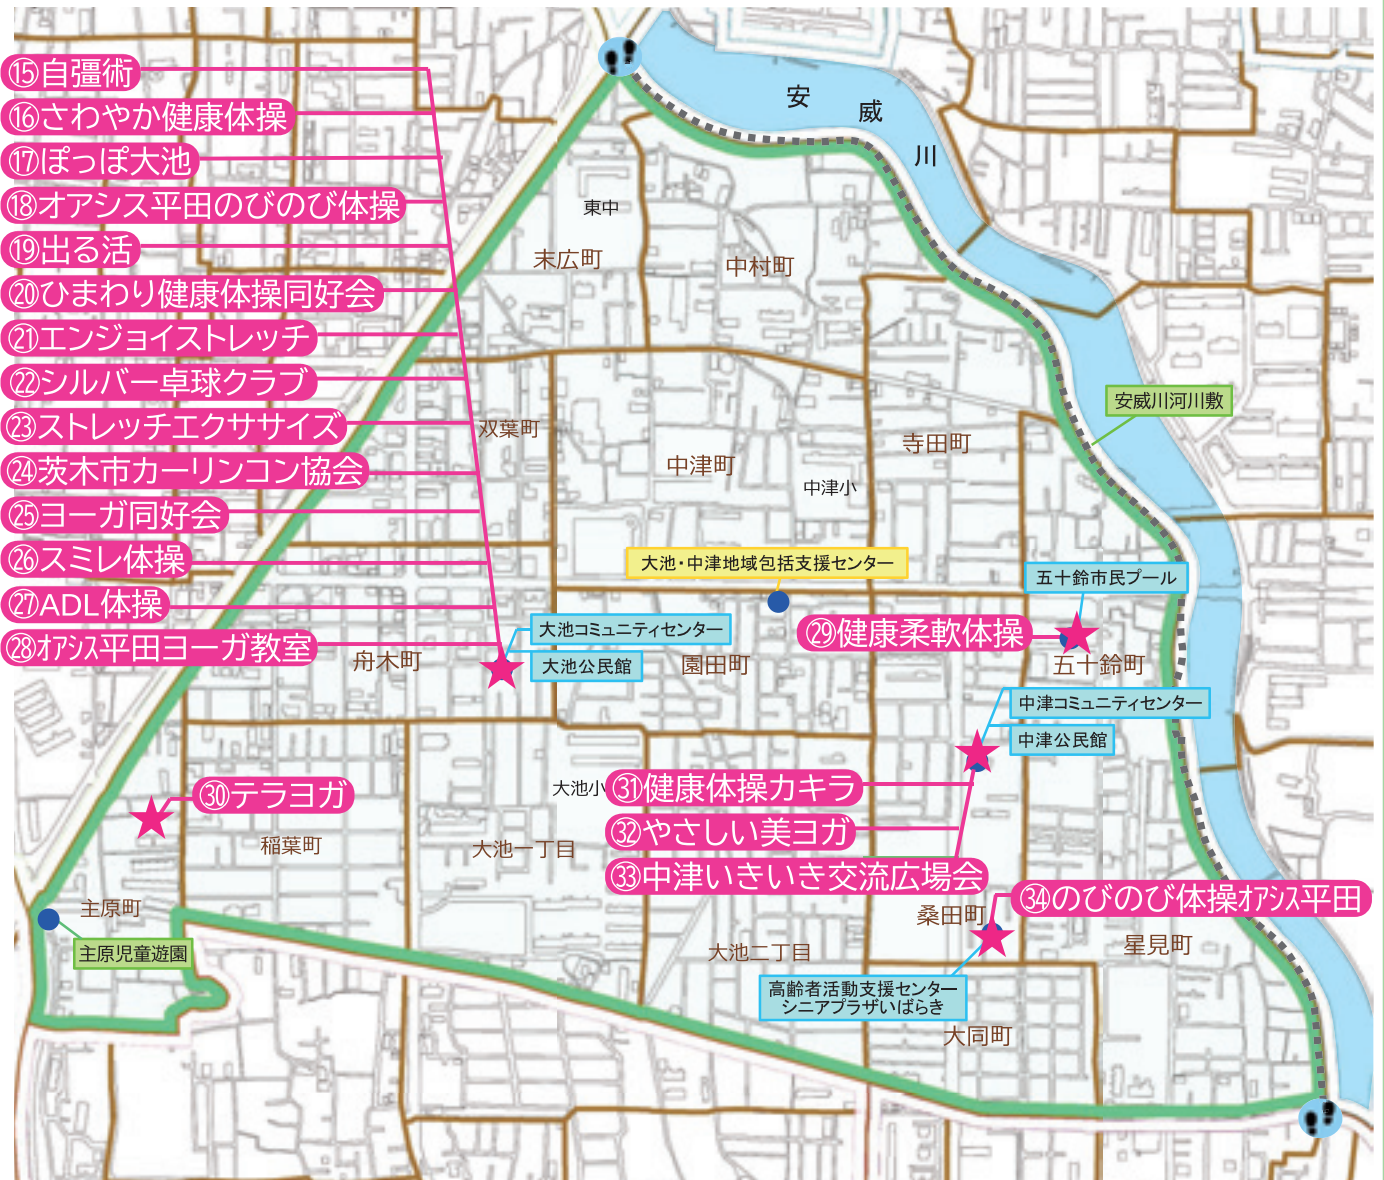 ⑮自彊術
⑯さわやか健康体操
⑰ぽっぽ大池
⑱オアシス平田のびのび体操
⑲出る活
⑳ひまわり健康体操同好会
㉑エンジョイストレッチ
㉒シルバー卓球クラブ
㉓ストレッチエクササイズ
㉔茨木市カーリンコン協会
㉕ヨーガ同好会
㉖スミレ体操
㉗ADL体操
㉘オアシス平田ヨーガ教室
安
威
川
東中
末広町
中村町
安威川河川敷
双葉町
中津町
寺田町
中津小
大池・中津地域包括支援センター
五十鈴市民プール
大池コミュニティセンター
大池公民館
㉙健康柔軟体操
舟木町
園田町
五十鈴町
中津コミュニティセンター
中津公民館
㉚テラヨガ
大池小
㉛健康体操カキラ
㉜やさしい美ヨガ
㉝中津いきいき交流広場会
稲葉町
大池一丁目
主原町
主原児童遊園
㉞のびのび体操オアシス平田
桑田町
星見町
大池二丁目
高齢者活動支援センター
シニアプラザいばらき
大同町